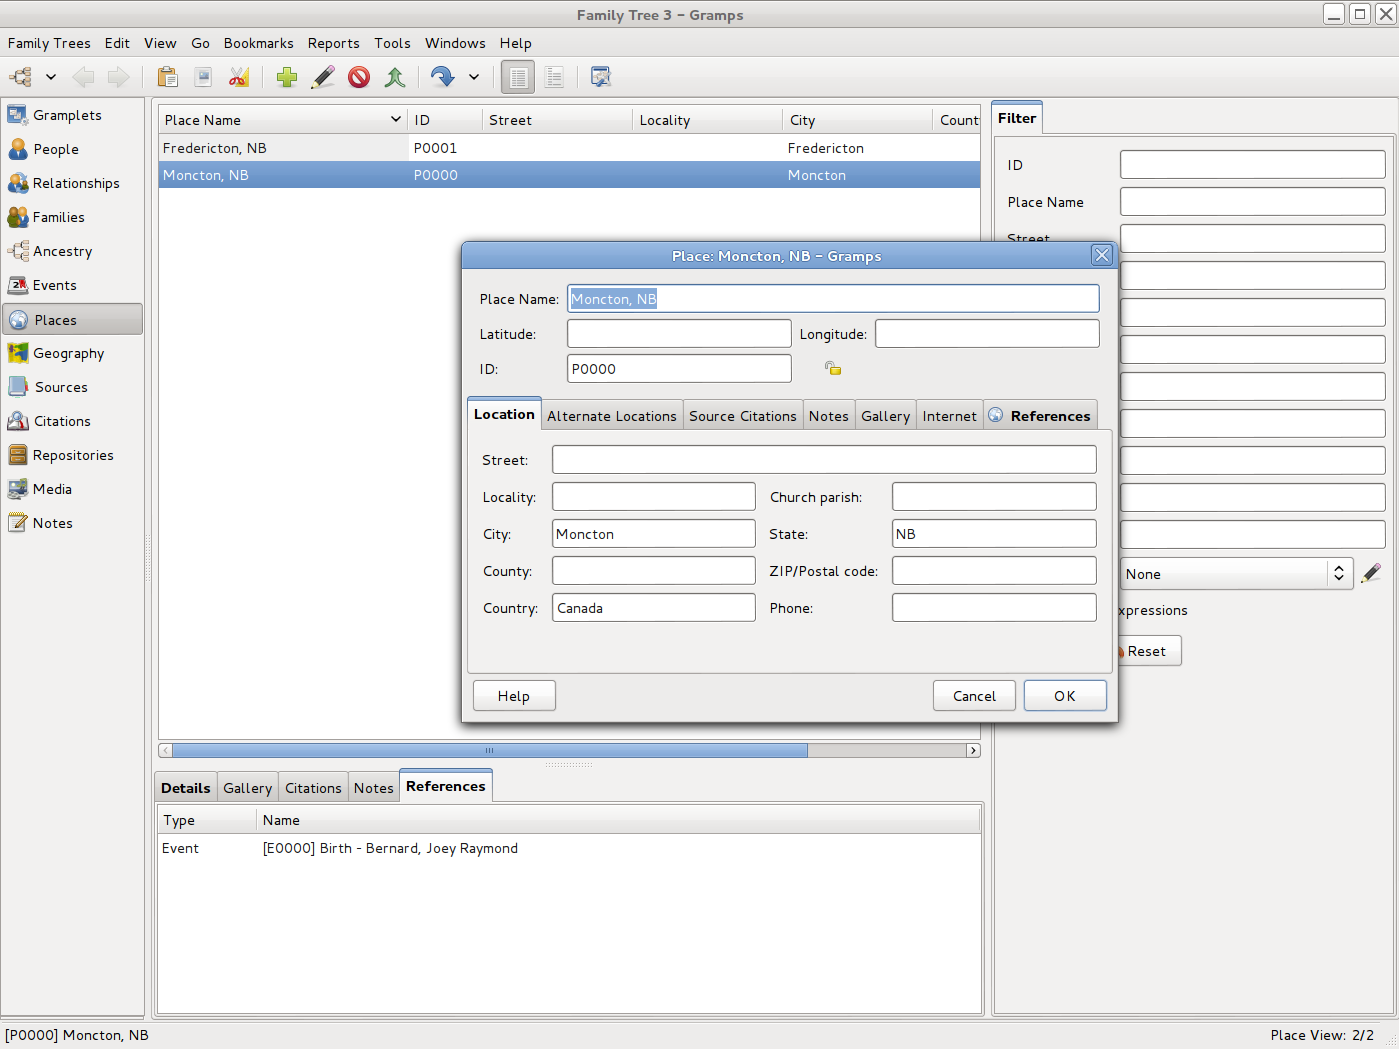 Family Tree 3 - Gramps
Family Trees Edit View Go Bookmarks Reports Tools Windows Help
Gramplets
People
Relationships
Families
Ancestry
Events
Places
Geography
Sources
Citations
Repositories
Media
Notes
Place Name ID Street Locality City Count
Fredericton, NB P0001 Fredericton
Moncton, NB P0000 Moncton
Filter
ID
Place Name
Street
None
xpressions
Reset
Place: Moncton, NB - Gramps
Place Name: Moncton, NB
Latitude: Longitude:
ID: P0000
Location Alternate Locations Source Citations Notes Gallery Internet References
Street:
Locality: Church parish:
City: Moncton State: NB
County: ZIP/Postal code:
Country: Canada Phone:
Help Cancel OK
Details Gallery Citations Notes References
Type Name
Event [E0000] Birth - Bernard, Joey Raymond
[P0000] Moncton, NB Place View: 2/2